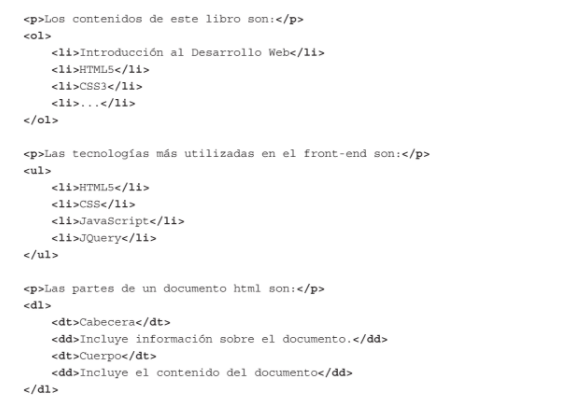 <p>Los contenidos de este libro son:</p>
<ol>
    <li>Introducción al Desarrollo Web</li>
    <li>HTML5</li>
    <li>CSS3</li>
    <li>...</li>
</ol>

<p>Las tecnologías más utilizadas en el front-end son:</p>
<ul>
    <li>HTML5</li>
    <li>CSS</li>
    <li>JavaScript</li>
    <li>JQuery</li>
</ul>

<p>Las partes de un documento html son:</p>
<dl>
    <dt>Cabecera</dt>
    <dd>Incluye información sobre el documento.</dd>
    <dt>Cuerpo</dt>
    <dd>Incluye el contenido del documento</dd>
</dl>